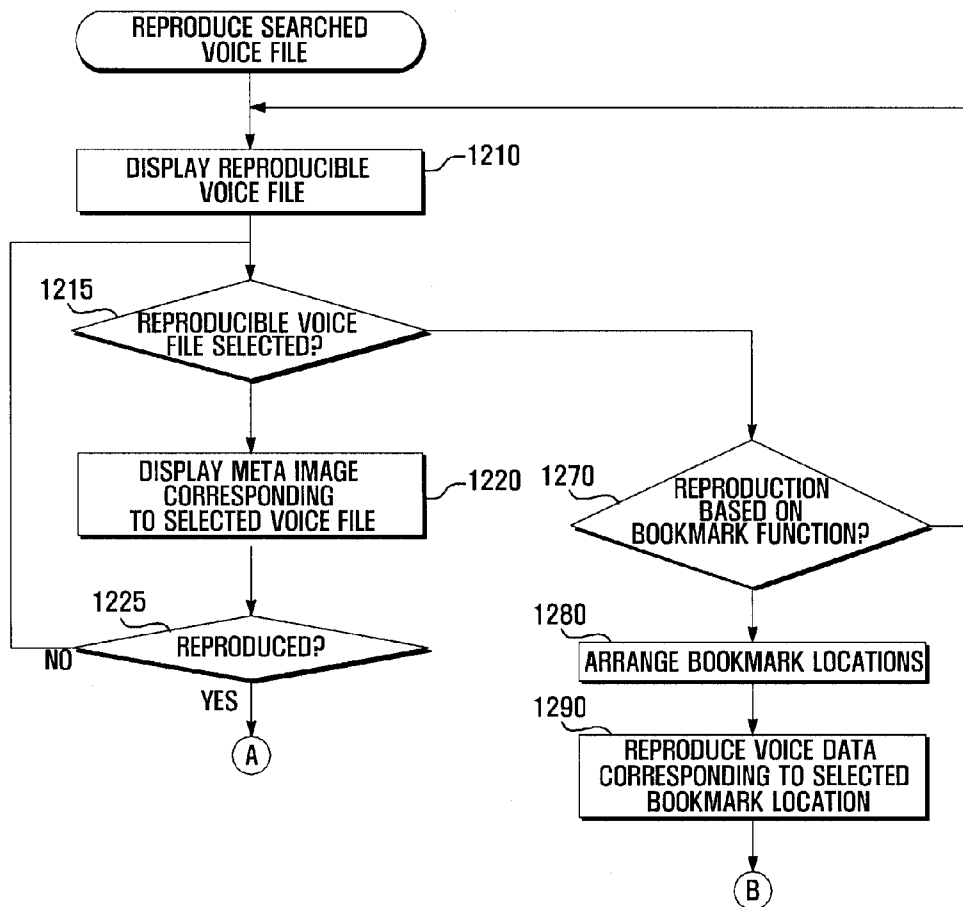 REPRODUCE SEARCHED
VOICE FILE
DISPLAY REPRODUCIBLE
VOICE FILE
1210
1215
REPRODUCIBLE VOICE
FILE SELECTED?
DISPLAY META IMAGE
CORRESPONDING
TO SELECTED VOICE FILE
1220
1225
REPRODUCED?
NO
YES
A
1270
REPRODUCTION
BASED ON
BOOKMARK FUNCTION?
1280
ARRANGE BOOKMARK LOCATIONS
1290
REPRODUCE VOICE DATA
CORRESPONDING TO SELECTED
BOOKMARK LOCATION
B